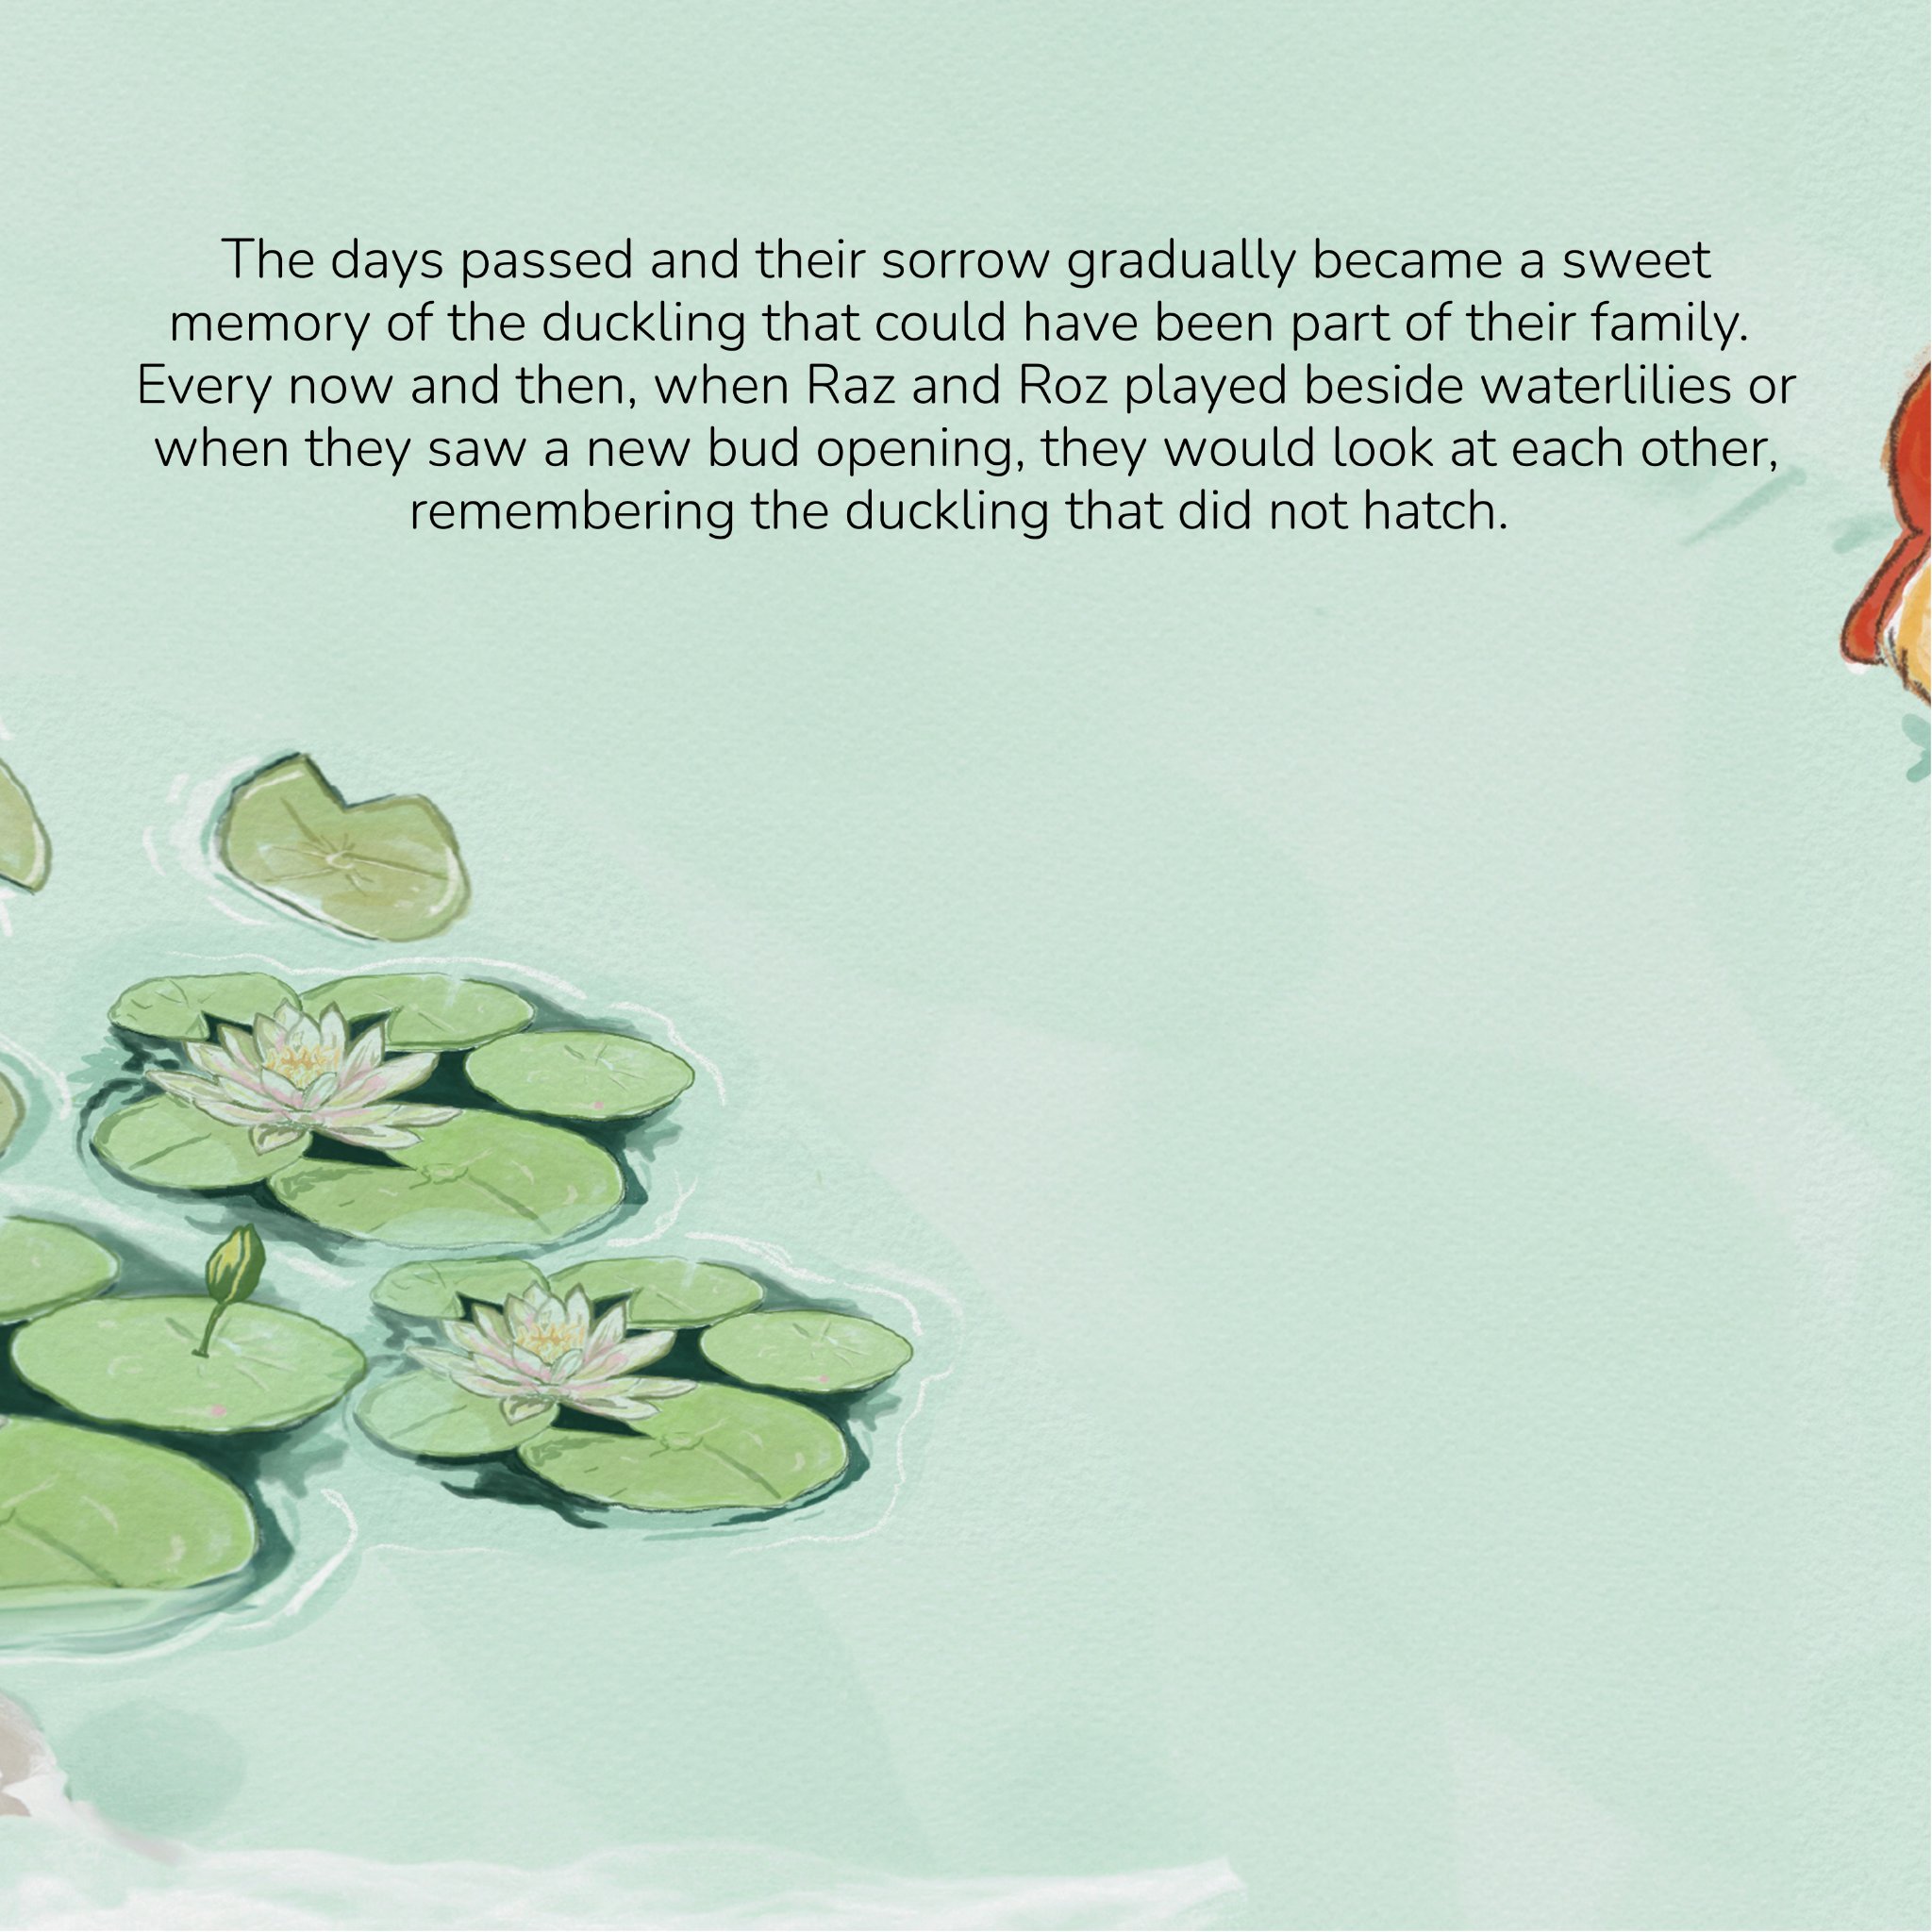 The days passed and their sorrow gradually became a sweet
memory of the duckling that could have been part of their family.
Every now and then, when Raz and Roz played beside waterlilies or
when they saw a new bud opening, they would look at each other,
remembering the duckling that did not hatch.